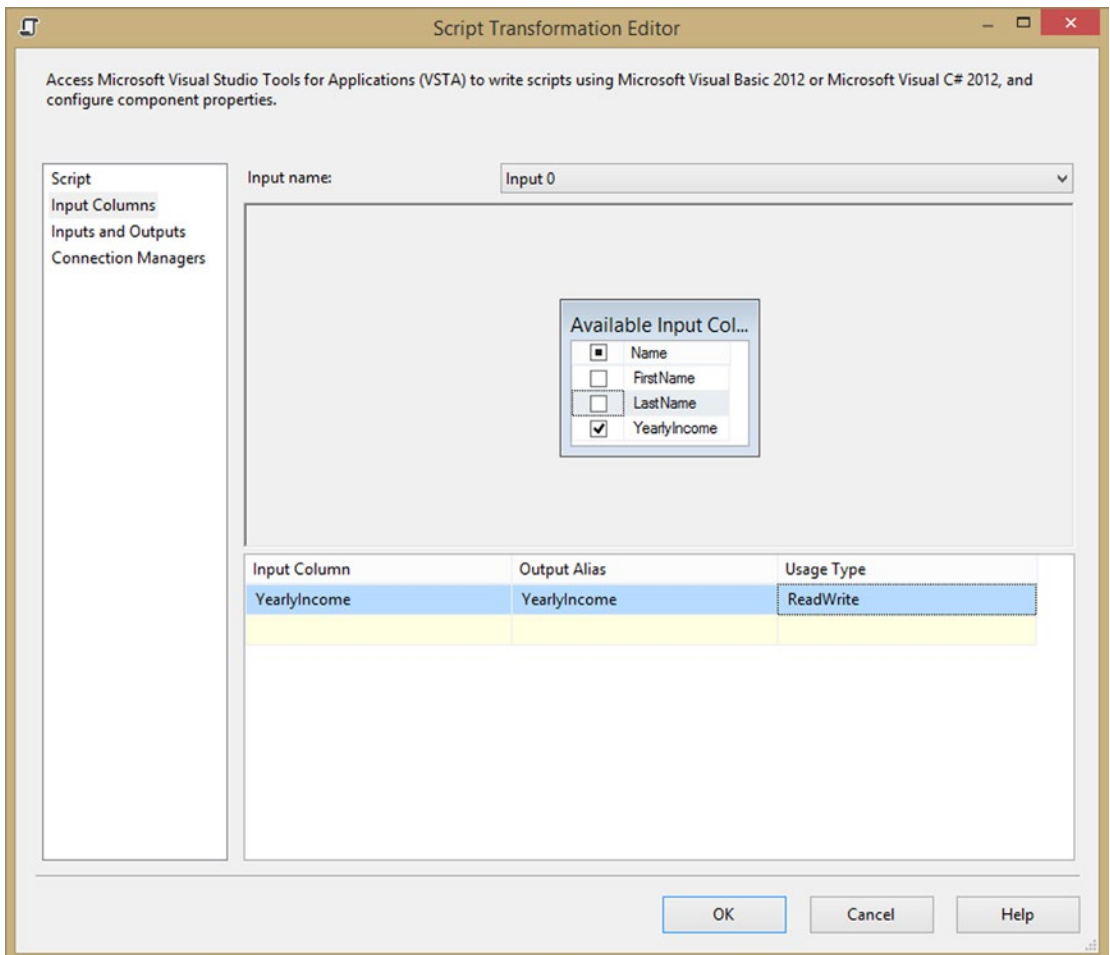 Script Transformation Editor
Access Microsoft Visual Studio Tools for Applications (VSTA) to write scripts using Microsoft Visual Basic 2012 or Microsoft Visual C# 2012, and
configure component properties.
Script
Input Columns
Inputs and Outputs
Connection Managers
Input name:
Input 0
Available Input Col...
Name
FirstName
LastName
YearlyIncome
Input Column
Output Alias
Usage Type
YearlyIncome
YearlyIncome
ReadWrite
OK
Cancel
Help